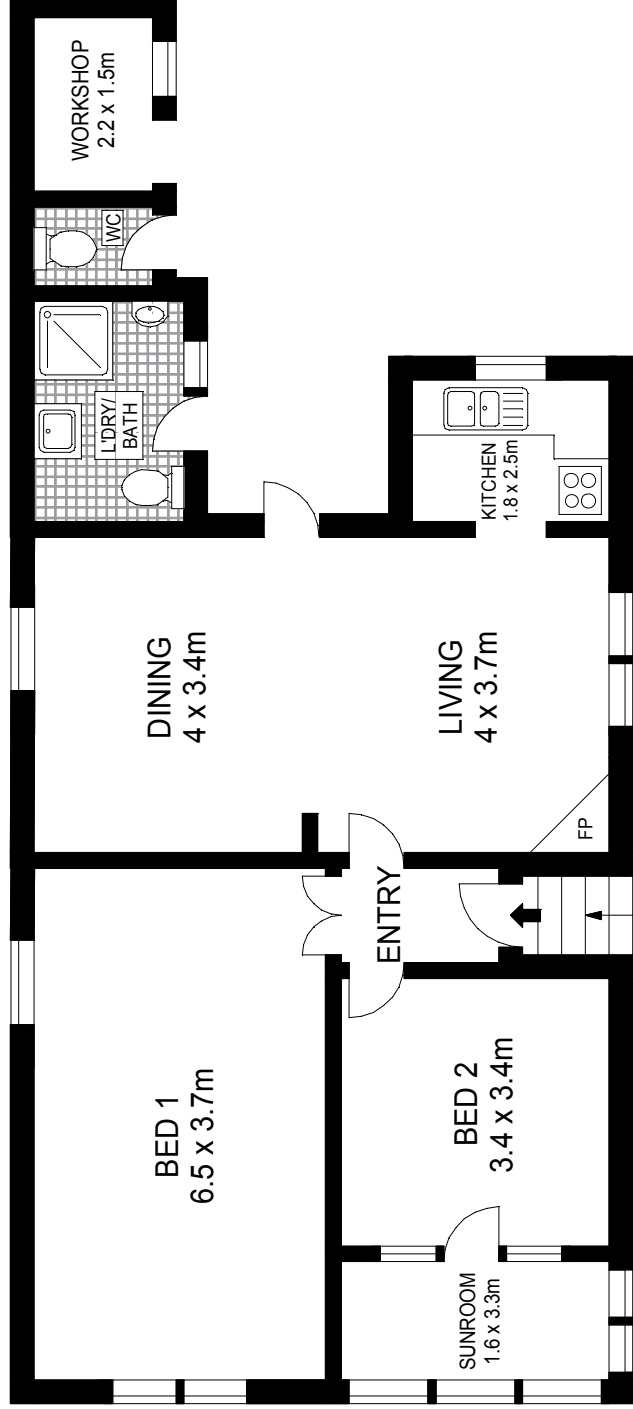 WORKSHOP
2.2 x 1.5m
WC
L'DRY/
BATH
KITCHEN
1.8 x 2.5m
DINING
4 x 3.4m
LIVING
4 x 3.7m
FP
ENTRY
BED 1
6.5 x 3.7m
BED 2
3.4 x 3.4m
SUNROOM
1.6 x 3.3m